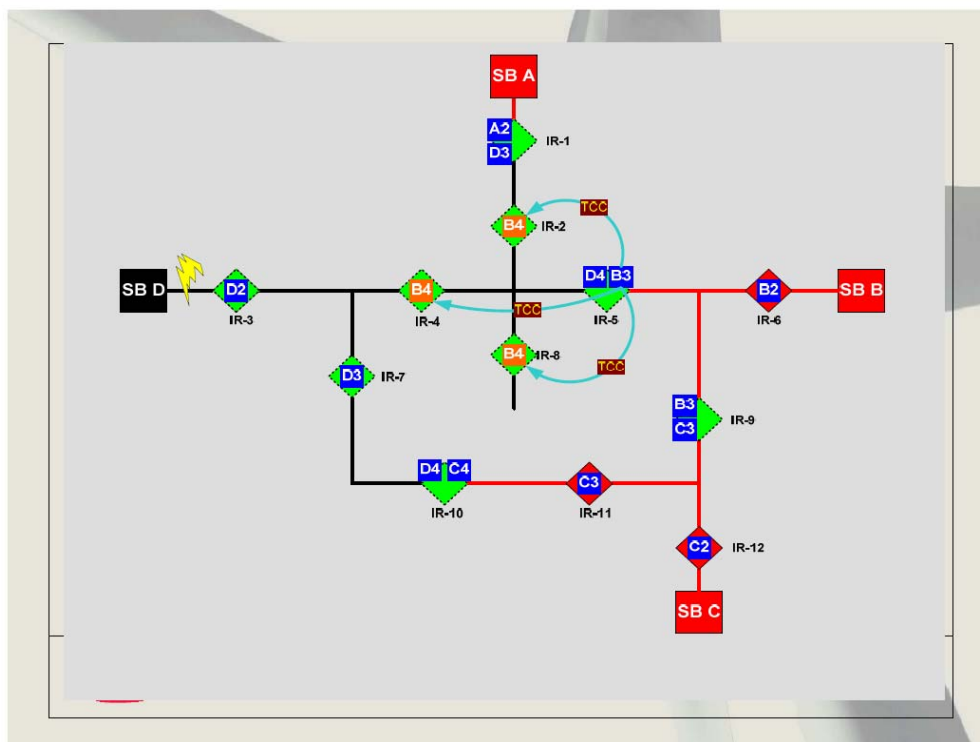 SB A
A2
D3
IR-1
TCC
B4
IR-2
D4 B3
SB D
D2
B4
B2
SB B
TCC
IR-3
IR-4
IR-5
IR-6
B4
IR-8
TCC
D3
IR-7
B3
C3
IR-9
D4 C4
C3
IR-10
IR-11
C2
IR-12
SB C